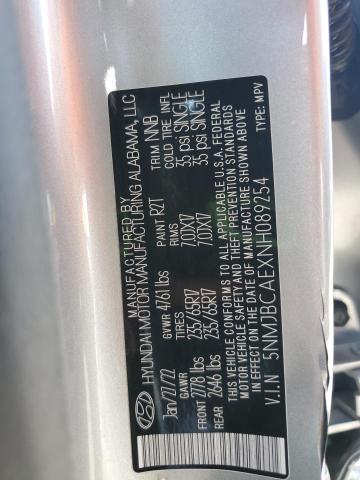 MANUFACTURED BY
HYUNDAI MOTOR MANUFACTURING ALABAMA, LLC
Jan/27/22 GVWR 4761 lbs PAINT R2T TRIM NNB
GAWR TIRES RIMS COLD TIRE INFL
FRONT 2778 lbs 235/65R17 7.0JX17 35 psi SINGLE
REAR 2646 lbs 235/65R17 7.0JX17 35 psi SINGLE
THIS VEHICLE CONFORMS TO ALL APPLICABLE U.S.A. FEDERAL
MOTOR VEHICLE SAFETY AND THEFT PREVENTION STANDARDS
IN EFFECT ON THE DATE OF MANUFACTURE SHOWN ABOVE
V.I.N 5NMJBCAEXNH089254 TYPE: MPV